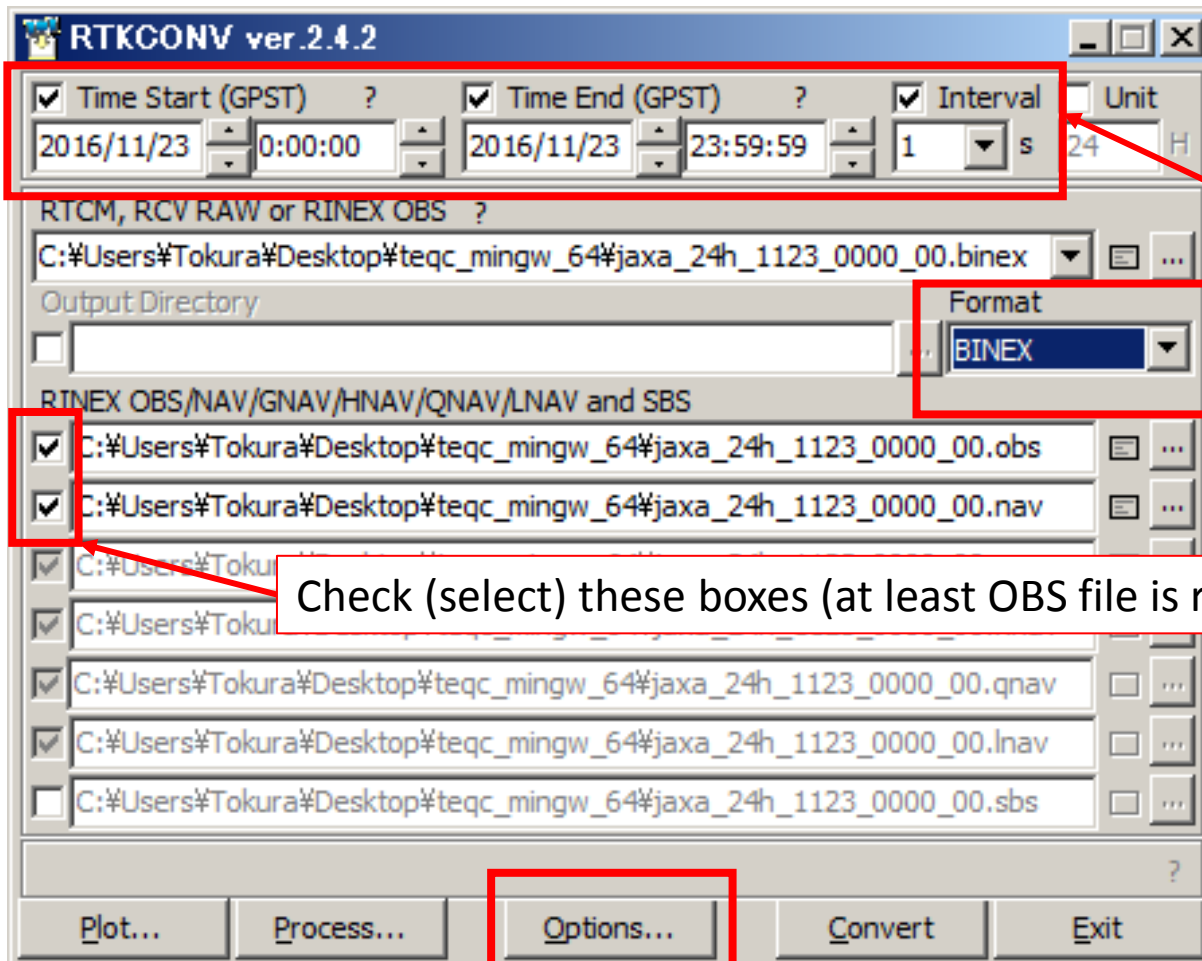 RTKCONV ver.2.4.2
Time Start (GPST) ? Time End (GPST) ? Interval Unit
2016/11/23 0:00:00 2016/11/23 23:59:59 1 s 24 H
RTCM, RCV RAW or RINEX OBS ?
C:¥Users¥Tokura¥Desktop¥teqc_mingw_64¥jaxa_24h_1123_0000_00.binex ...
Output Directory Format
... BINEX
RINEX OBS/NAV/GNAV/HNAV/QNAV/LNAV and SBS
C:¥Users¥Tokura¥Desktop¥teqc_mingw_64¥jaxa_24h_1123_0000_00.obs ...
C:¥Users¥Tokura¥Desktop¥teqc_mingw_64¥jaxa_24h_1123_0000_00.nav ...
Check (select) these boxes (at least OBS file is
C:¥Users¥Tokura¥Desktop¥teqc_mingw_64¥jaxa_24h_1123_0000_00.qnav ...
C:¥Users¥Tokura¥Desktop¥teqc_mingw_64¥jaxa_24h_1123_0000_00.lnav ...
C:¥Users¥Tokura¥Desktop¥teqc_mingw_64¥jaxa_24h_1123_0000_00.sbs ...
?
Plot... Process... Options... Convert Exit